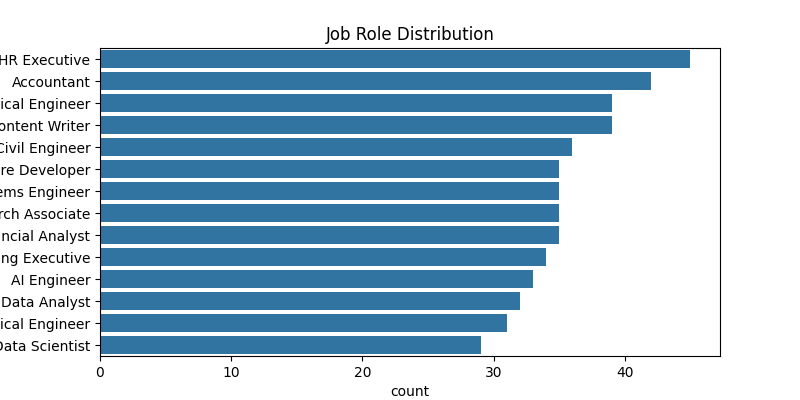 Job Role Distribution
HR Executive
Accountant
ical Engineer
ontent Writer
Civil Engineer
re Developer
ems Engineer
rch Associate
ncial Analyst
ng Executive
AI Engineer
Data Analyst
ical Engineer
Data Scientist
0 10 20 30 40
count